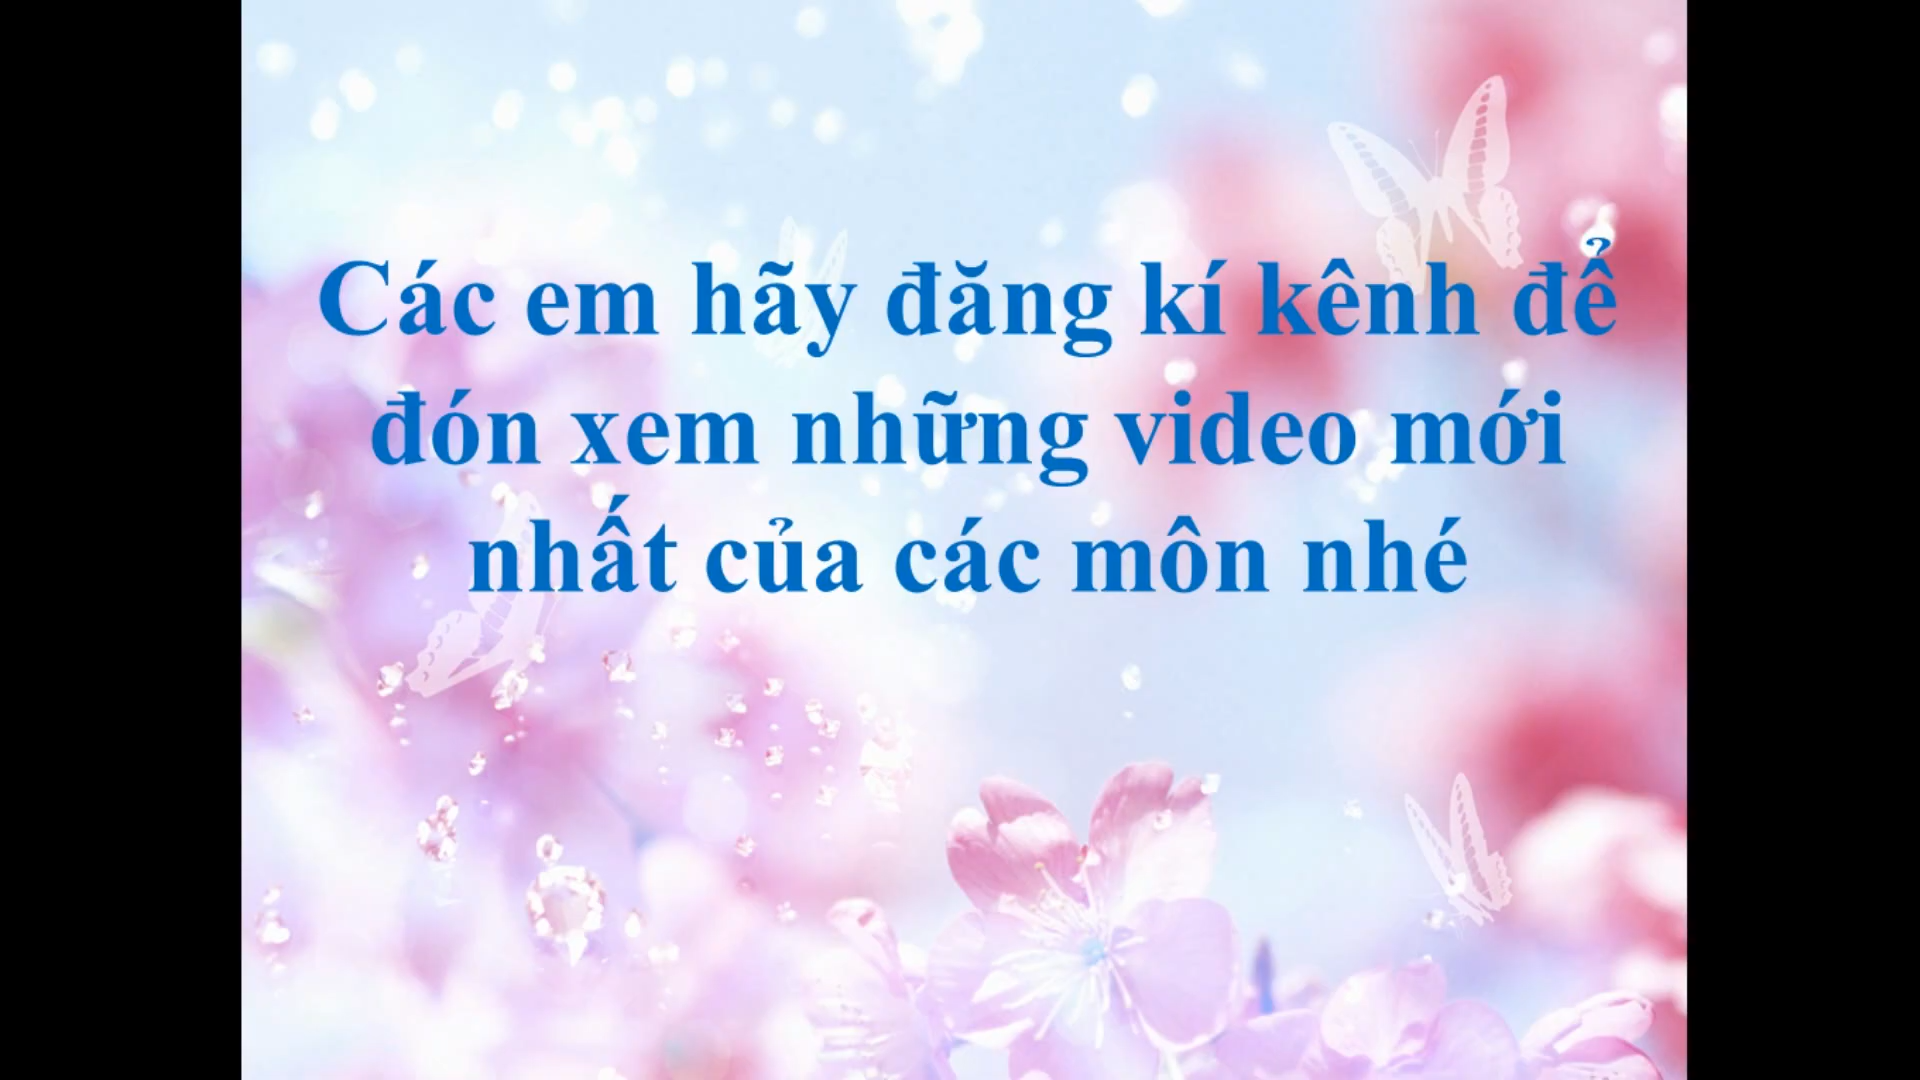 Các em hãy đăng kí kênh để
đón xem những video mới
nhất của các môn nhé